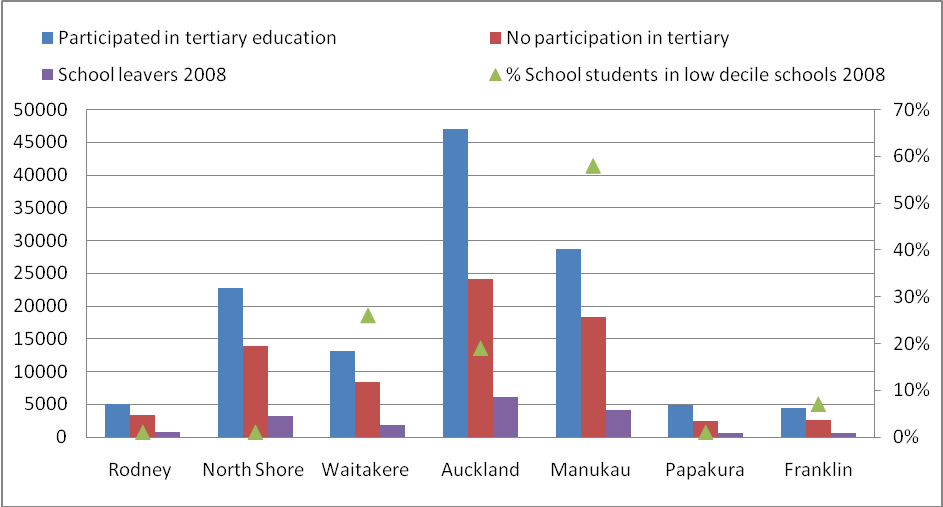 Participated in tertiary education
No participation in tertiary
School leavers 2008
% School students in low decile schools 2008
50000
45000
40000
35000
30000
25000
20000
15000
10000
5000
0
70%
60%
50%
40%
30%
20%
10%
0%
Rodney
North Shore
Waitakere
Auckland
Manukau
Papakura
Franklin